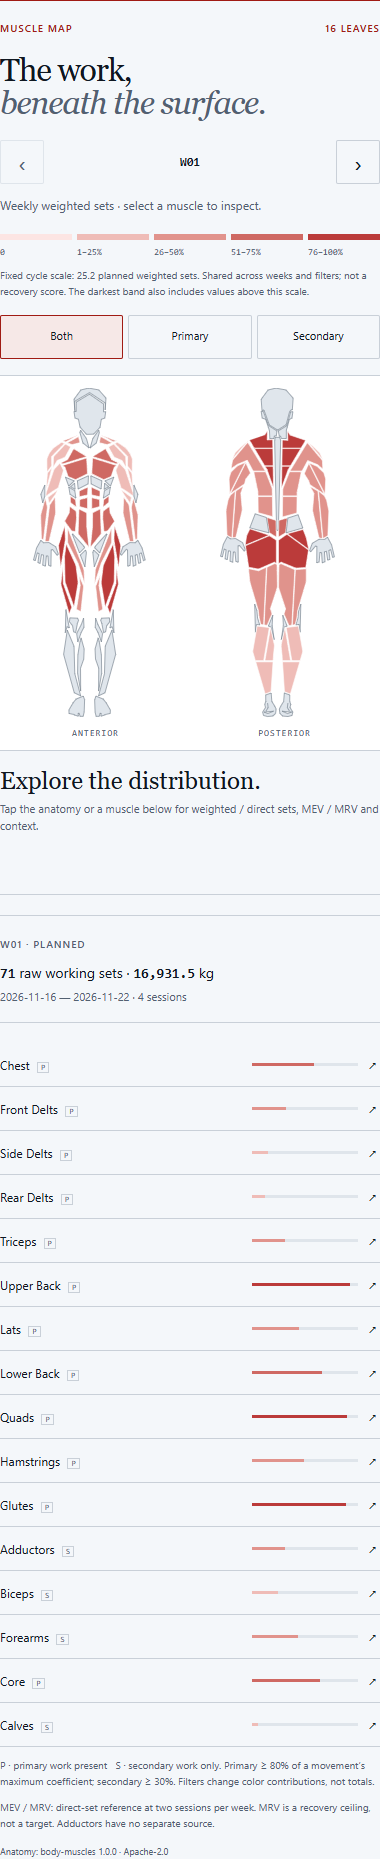 MUSCLE MAP
16 LEAVES
The work,
beneath the surface.
‹
W01
›
Weekly weighted sets · select a muscle to inspect.
0
1–25%
26–50%
51–75%
76–100%
Fixed cycle scale: 25.2 planned weighted sets. Shared across weeks and filters; not a
recovery score. The darkest band also includes values above this scale.
Both
Primary
Secondary
ANTERIOR
POSTERIOR
Explore the distribution.
Tap the anatomy or a muscle below for weighted / direct sets, MEV / MRV and
context.
W01 · PLANNED
71 raw working sets · 16,931.5 kg
2026-11-16 — 2026-11-22 · 4 sessions
Chest P ↗
Front Delts P ↗
Side Delts P ↗
Rear Delts P ↗
Triceps P ↗
Upper Back P ↗
Lats P ↗
Lower Back P ↗
Quads P ↗
Hamstrings P ↗
Glutes P ↗
Adductors S ↗
Biceps S ↗
Forearms S ↗
Core P ↗
Calves S ↗
P · primary work present S · secondary work only. Primary ≥ 80% of a movement's
maximum coefficient; secondary ≥ 30%. Filters change color contributions, not totals.
MEV / MRV: direct-set reference at two sessions per week. MRV is a recovery ceiling,
not a target. Adductors have no separate source.
Anatomy: body-muscles 1.0.0 · Apache-2.0